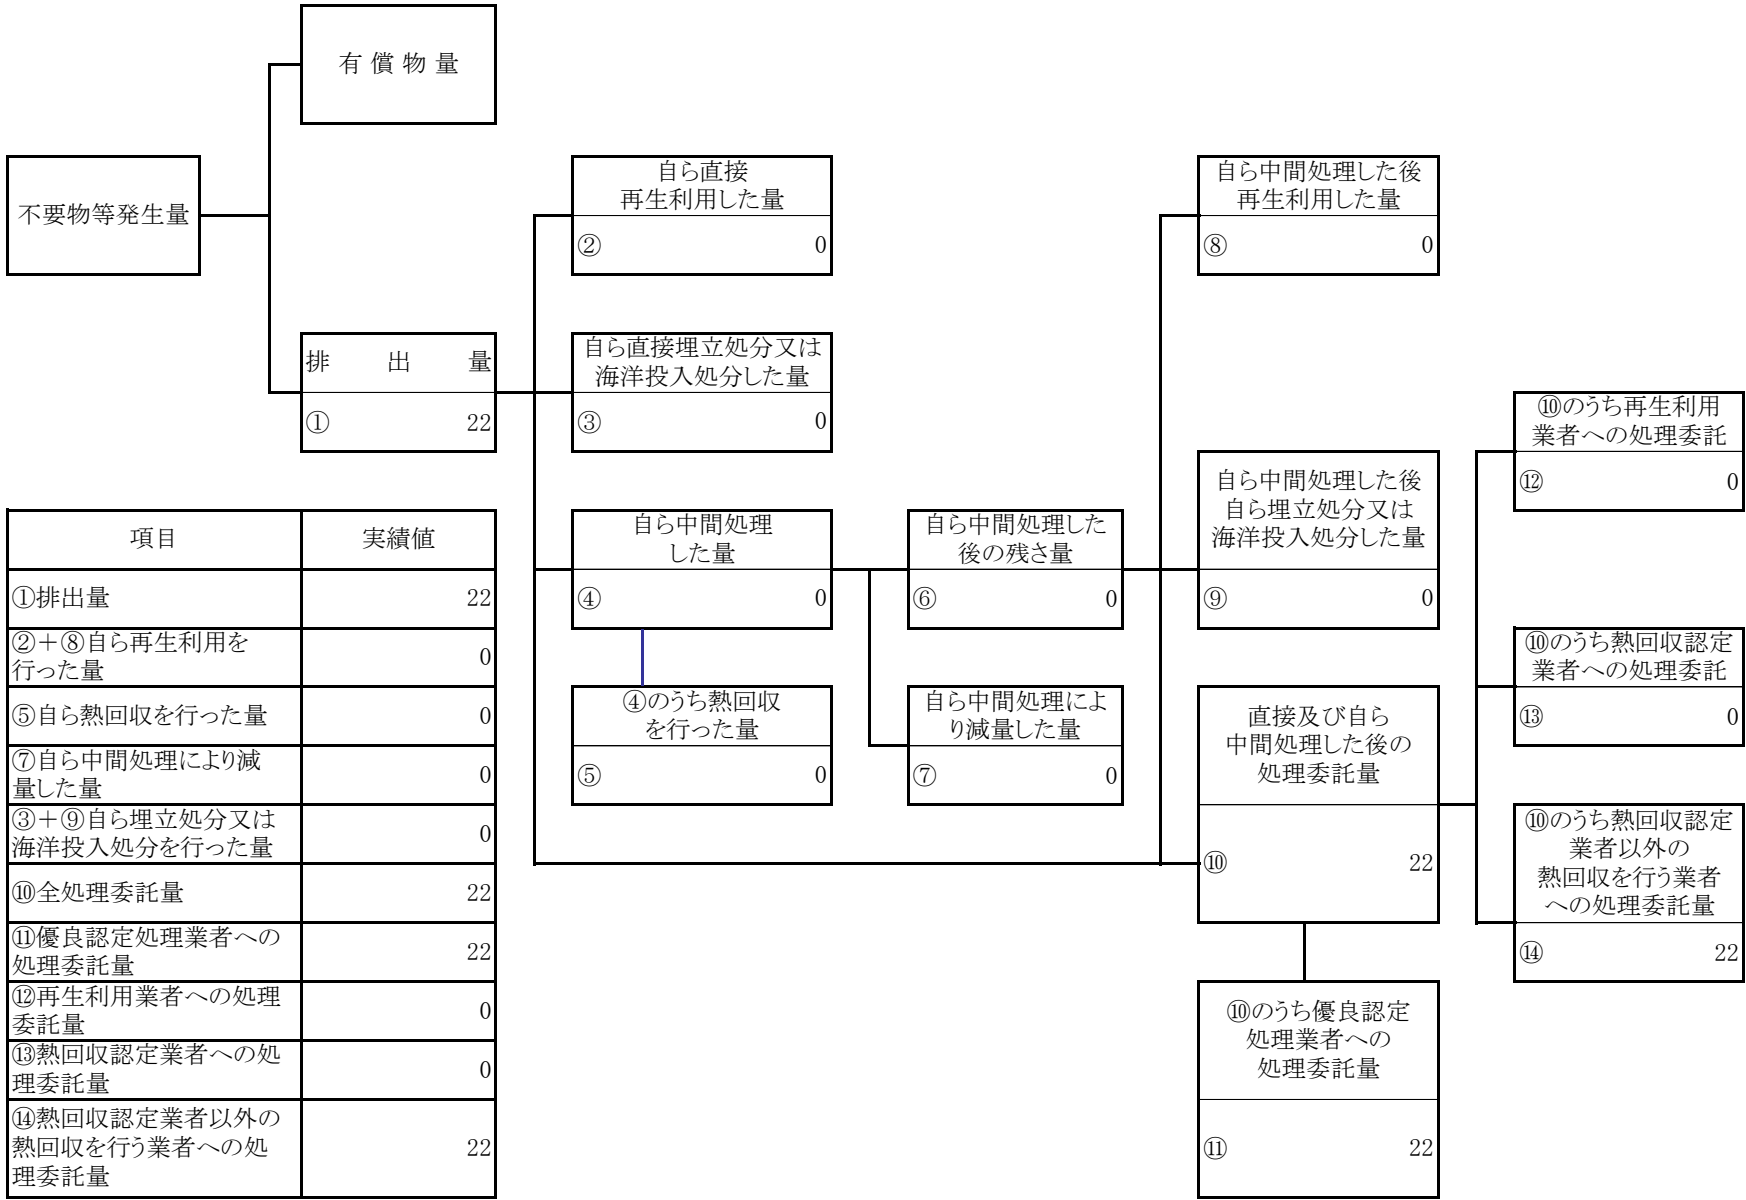 有 償 物 量
不要物等発生量
自ら直接
再生利用した量
② 0
自ら中間処理した後
再生利用した量
⑧ 0
排 出 量
① 22
自ら直接埋立処分又は
海洋投入処分した量
③ 0
⑩のうち再生利用
業者への処理委託
⑫ 0
自ら中間処理した後
自ら埋立処分又は
海洋投入処分した量
⑨ 0
自ら中間処理
した量
④ 0
自ら中間処理した
後の残さ量
⑥ 0
⑩のうち熱回収認定
業者への処理委託
⑬ 0
④のうち熱回収
を行った量
⑤ 0
自ら中間処理によ
り減量した量
⑦ 0
直接及び自ら
中間処理した後の
処理委託量
⑩ 22
⑩のうち熱回収認定
業者以外の
熱回収を行う業者
への処理委託量
⑭ 22
⑩のうち優良認定
処理業者への
処理委託量
⑪ 22
項目 実績値
①排出量 22
②＋⑧自ら再生利用を
行った量 0
⑤自ら熱回収を行った量 0
⑦自ら中間処理により減
量した量 0
③＋⑨自ら埋立処分又は
海洋投入処分を行った量 0
⑩全処理委託量 22
⑪優良認定処理業者への
処理委託量 22
⑫再生利用業者への処理
委託量 0
⑬熱回収認定業者への処
理委託量 0
⑭熱回収認定業者以外の
熱回収を行う業者への処
理委託量 22